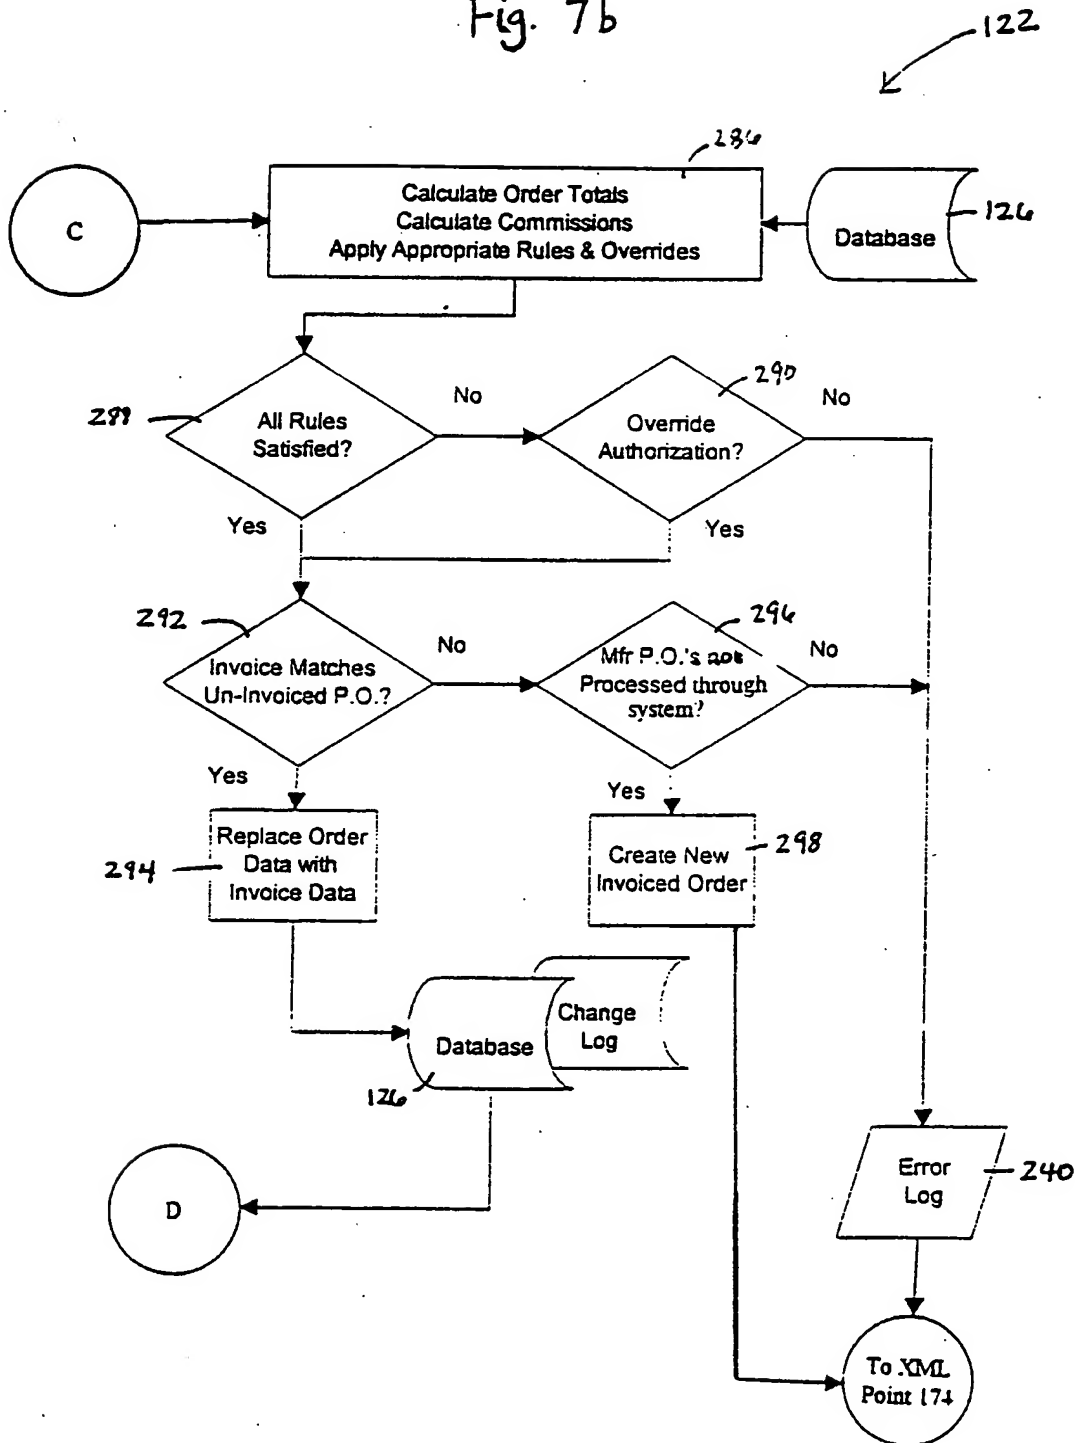 Fig. 7b
122
286
Calculate Order Totals
Calculate Commissions
Apply Appropriate Rules & Overrides
C
Database
126
288
All Rules
Satisfied?
No
290
Override
Authorization?
No
Yes
Yes
292
Invoice Matches
Un-Invoiced P.O.?
No
296
Mfr P.O.'s not
Processed through
system?
No
Yes
Yes
294
Replace Order
Data with
Invoice Data
Create New
Invoiced Order
298
Change
Log
Database
126
D
Error
Log
240
To XML
Point 174